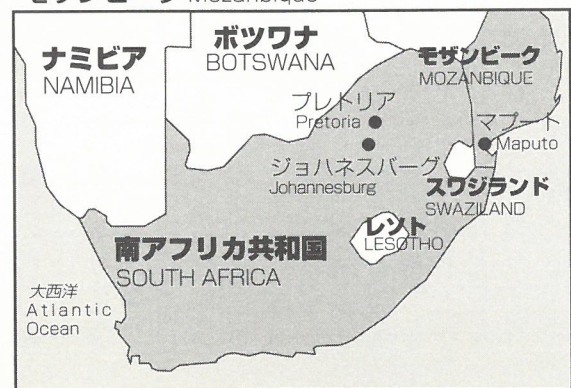 モザンビーク Mozambique
ナミビア
NAMIBIA
ボツワナ
BOTSWANA
モザンビーク
MOZANBIQUE
プレトリア
Pretoria
マプート
Maputo
ジョハネスバーグ
Johannesburg
スワジランド
SWAZILAND
レソト
LESOTHO
南アフリカ共和国
SOUTH AFRICA
大西洋
Atlantic
Ocean